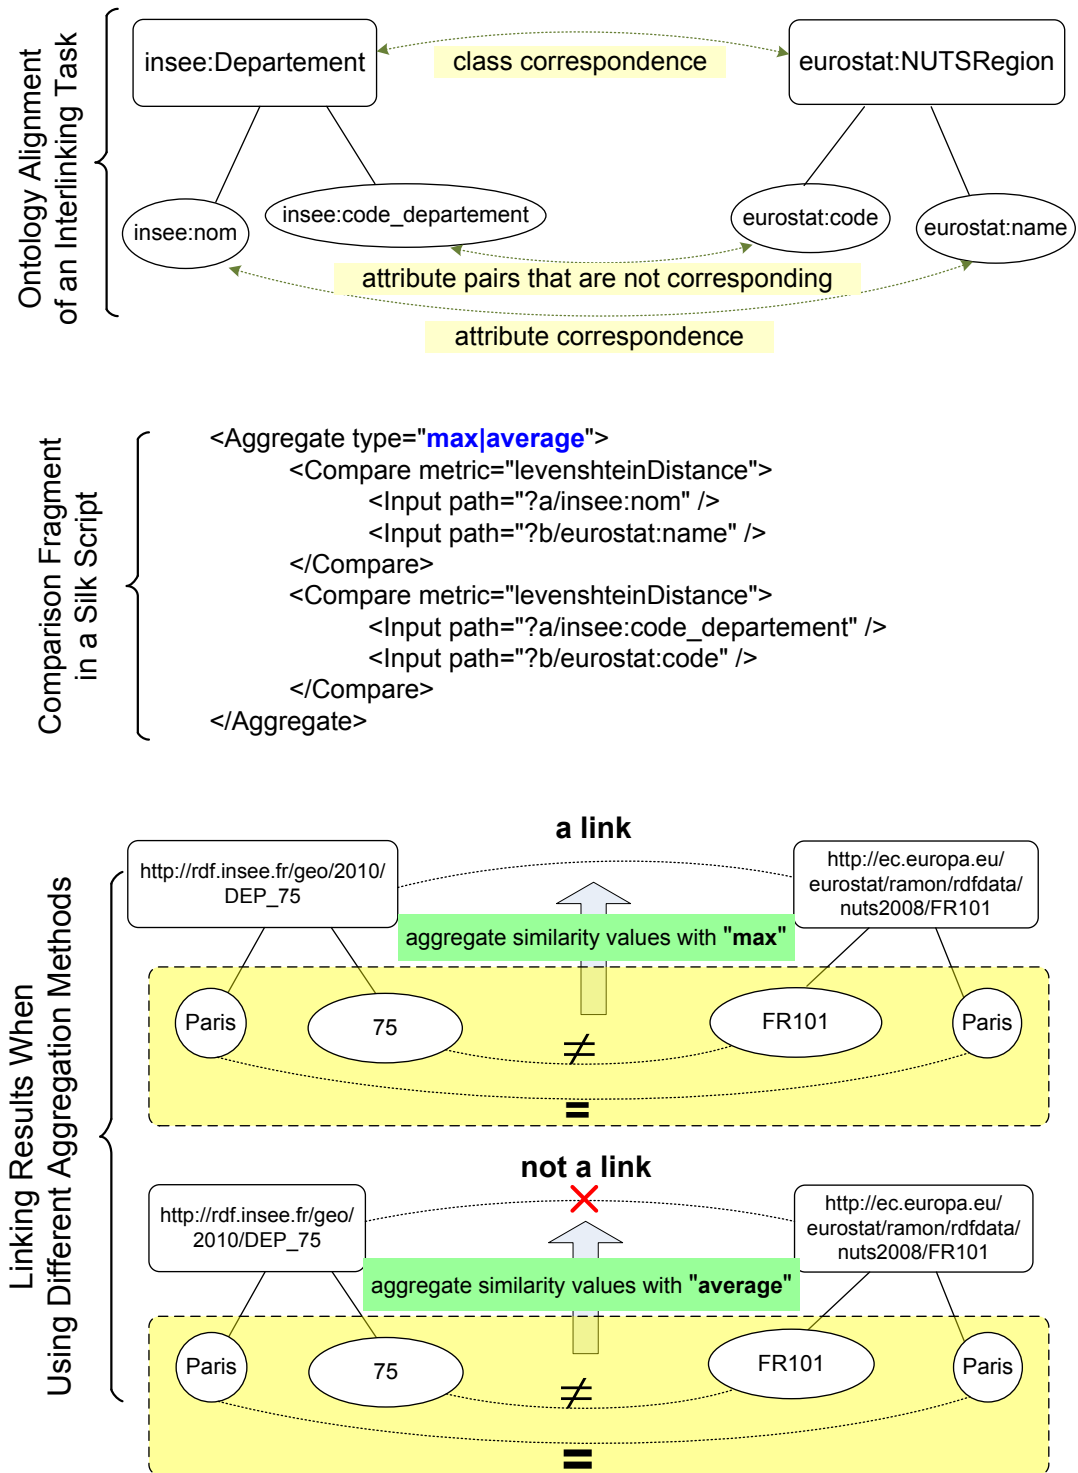 Ontology Alignment
of an Interlinking Task
insee:Departement
class correspondence
eurostat:NUTSRegion
insee:nom
insee:code_departement
eurostat:code
eurostat:name
attribute pairs that are not corresponding
attribute correspondence
Comparison Fragment
in a Silk Script
<Aggregate type="max|average">
<Compare metric="levenshteinDistance">
<Input path="?a/insee:nom" />
<Input path="?b/eurostat:name" />
</Compare>
<Compare metric="levenshteinDistance">
<Input path="?a/insee:code_departement" />
<Input path="?b/eurostat:code" />
</Compare>
</Aggregate>
Linking Results When
Using Different Aggregation Methods
a link
http://rdf.insee.fr/geo/2010/
DEP_75
http://ec.europa.eu/
eurostat/ramon/rdfdata/
nuts2008/FR101
aggregate similarity values with "max"
Paris
75
≠
FR101
Paris
=
not a link
http://rdf.insee.fr/geo/
2010/DEP_75
http://ec.europa.eu/
eurostat/ramon/rdfdata/
nuts2008/FR101
aggregate similarity values with "average"
Paris
75
≠
FR101
Paris
=